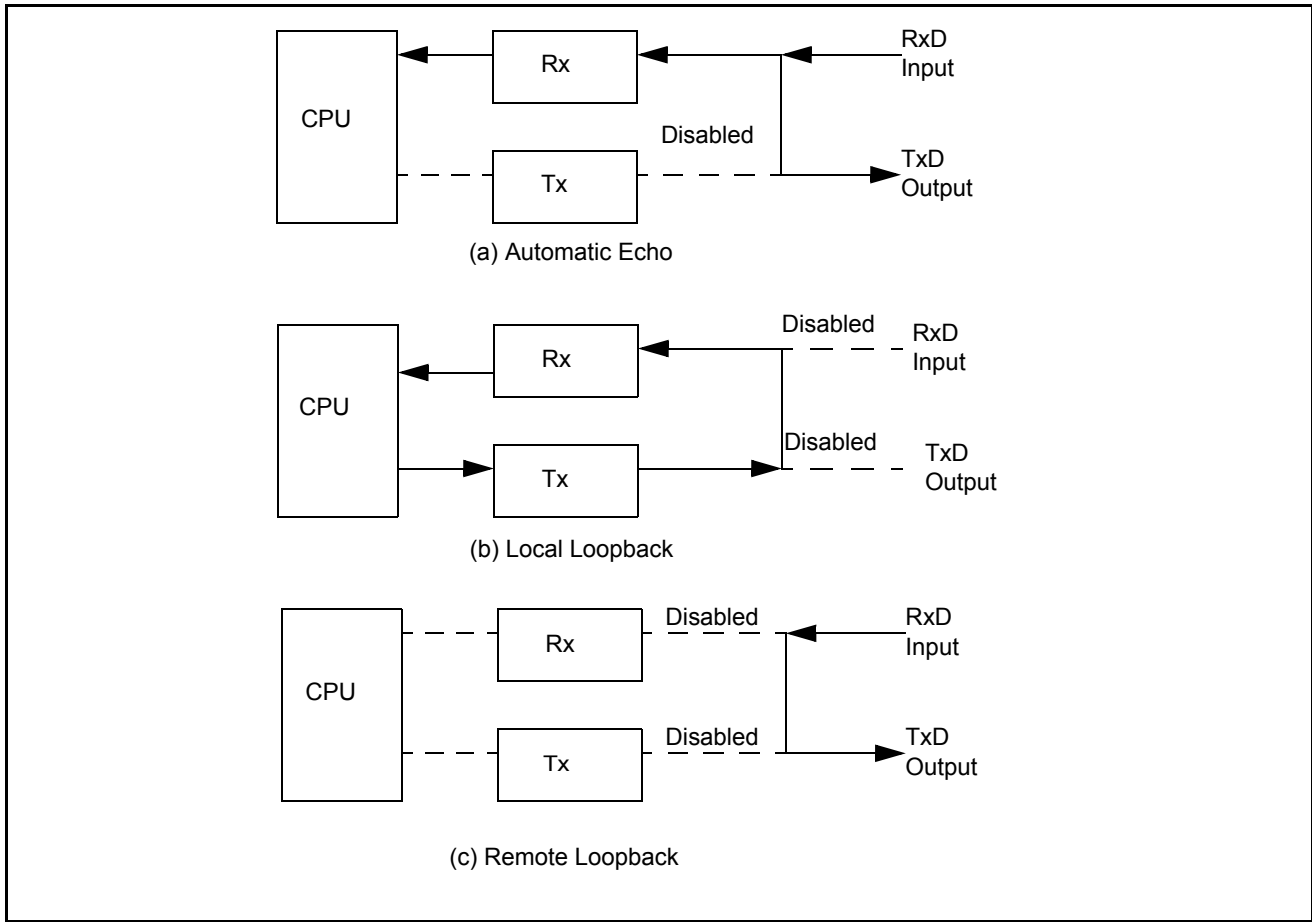 RxD
Input
Rx
CPU
Disabled
TxD
Output
Tx
(a) Automatic Echo
Disabled
RxD
Input
Rx
CPU
Disabled
TxD
Output
Tx
(b) Local Loopback
Disabled
RxD
Input
Rx
CPU
Disabled
TxD
Output
Tx
(c) Remote Loopback